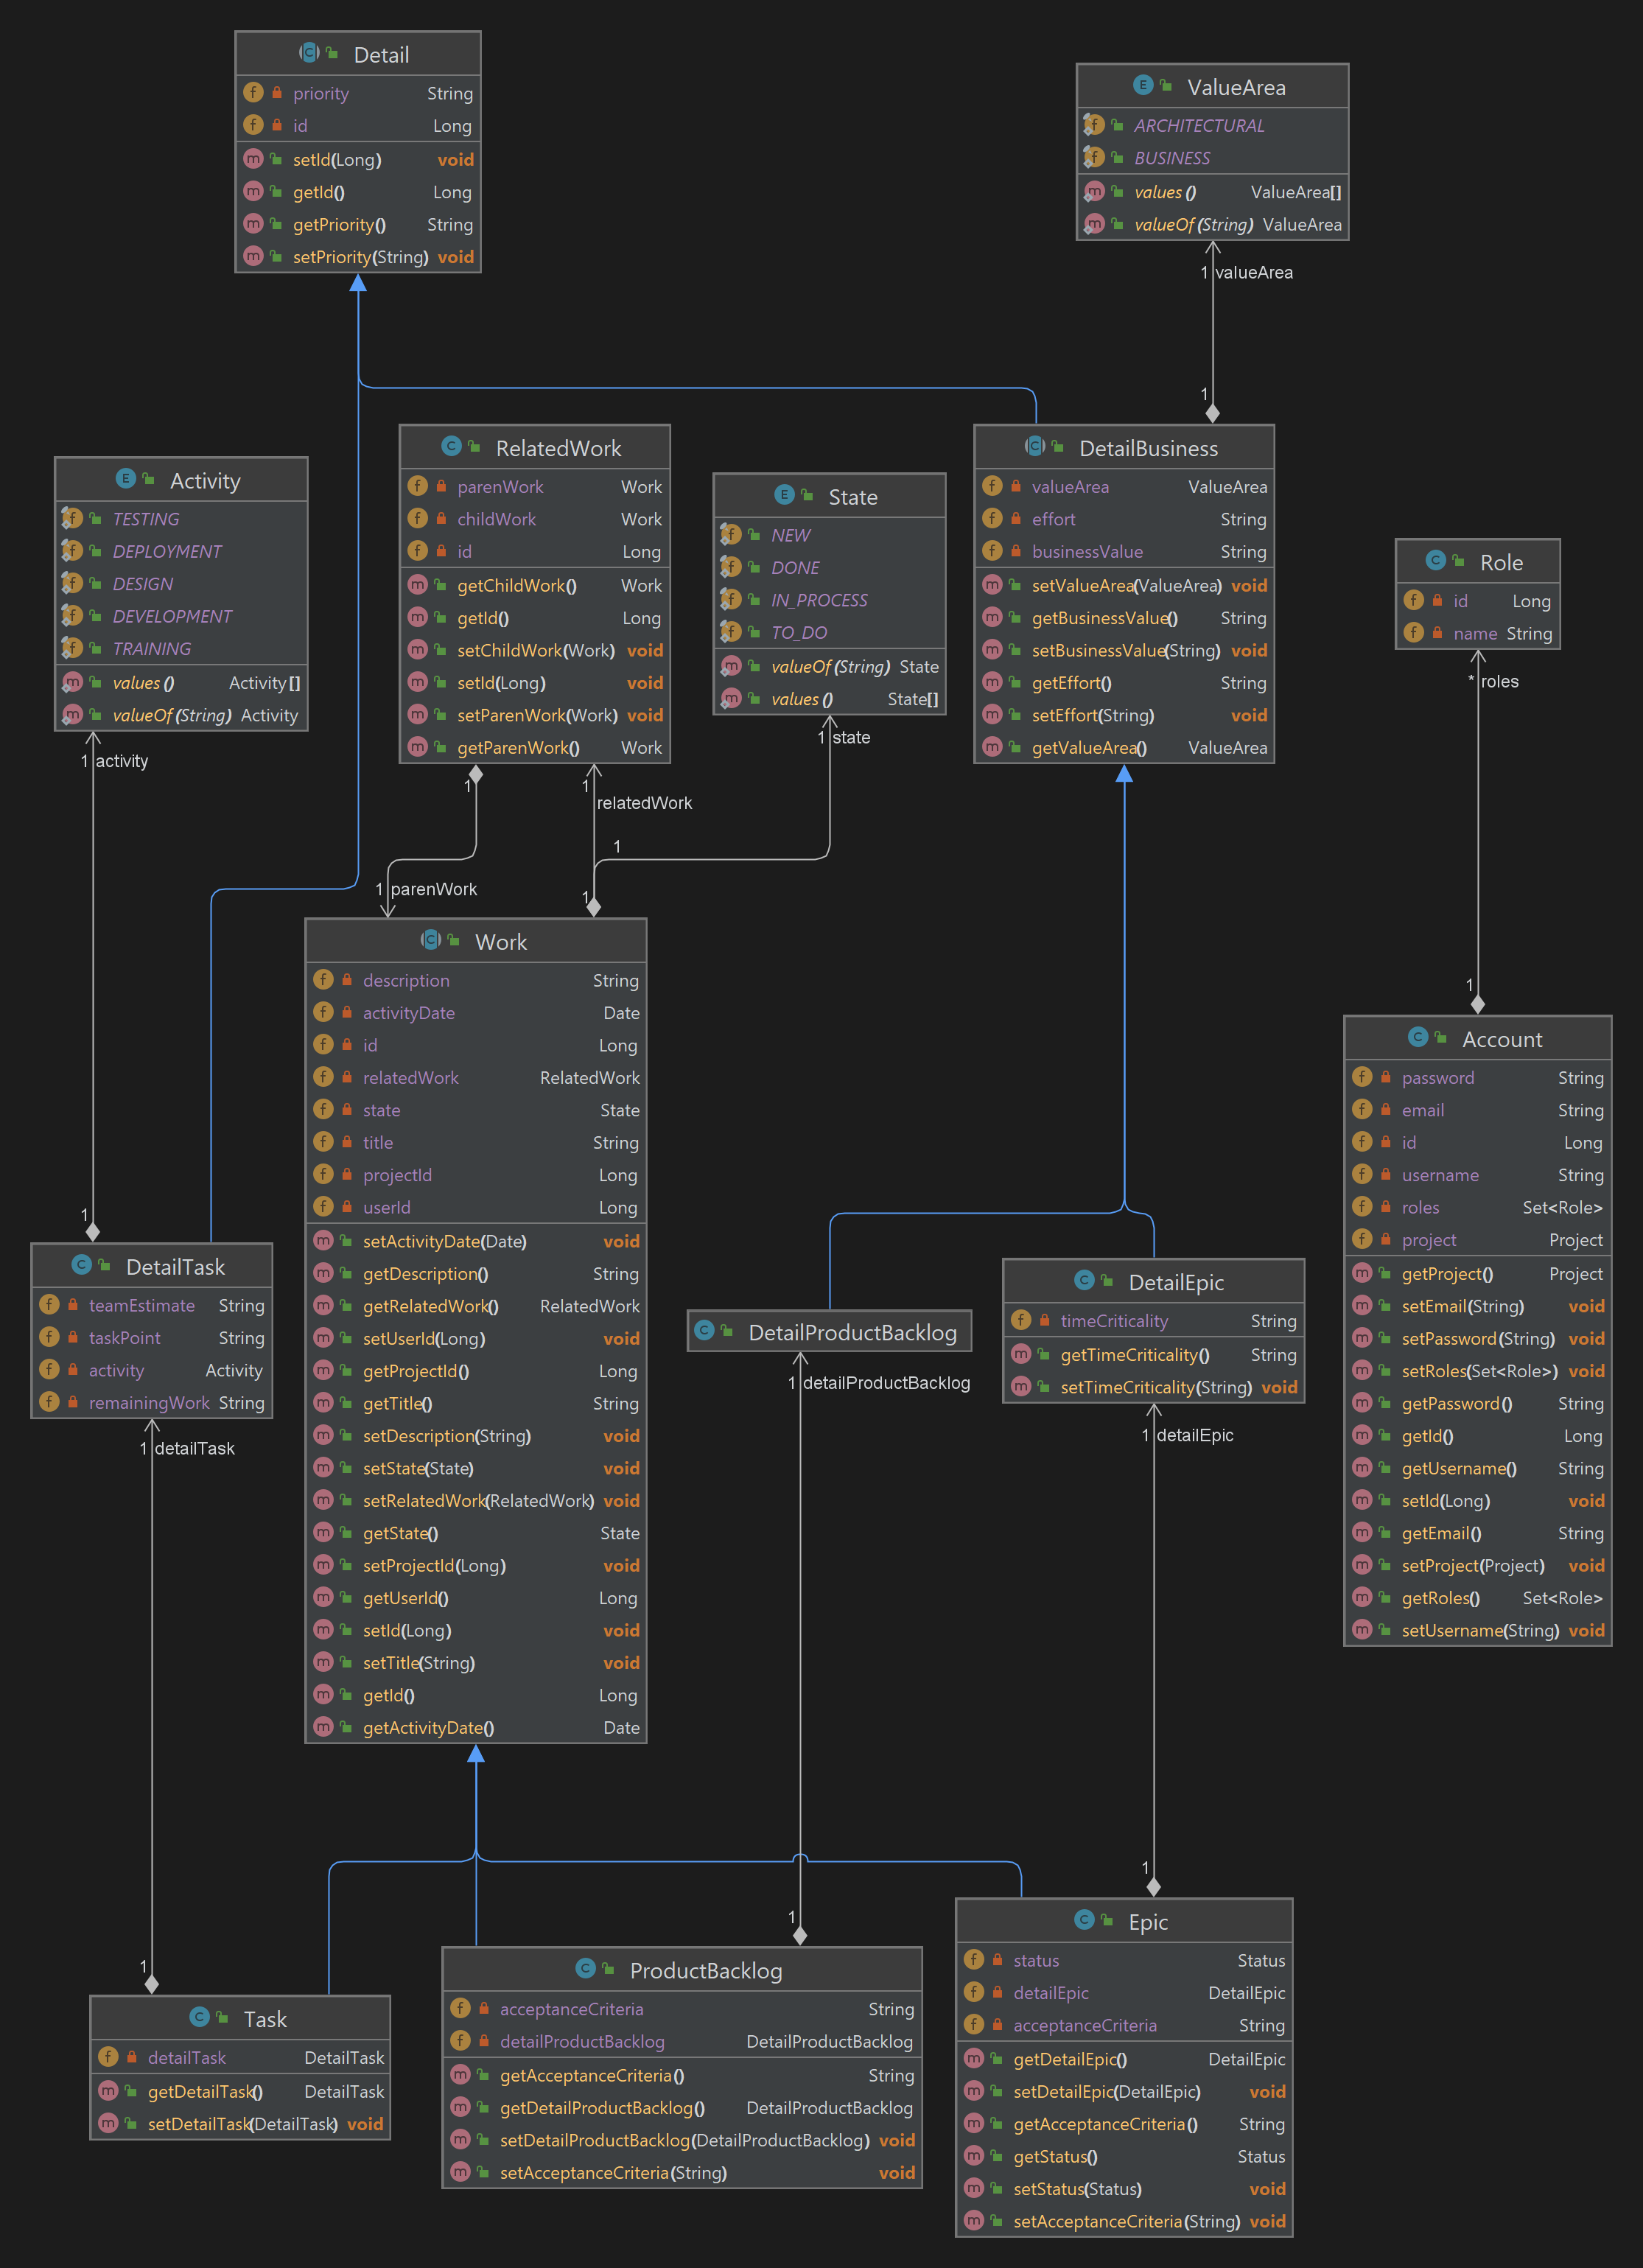 Detail
priority String
id Long
setId(Long) void
getId() Long
getPriority() String
setPriority(String) void
ValueArea
ARCHITECTURAL
BUSINESS
values() ValueArea[]
valueOf(String) ValueArea
1 valueArea
1
Activity
TESTING
DEPLOYMENT
DESIGN
DEVELOPMENT
TRAINING
values() Activity[]
valueOf(String) Activity
1 activity
RelatedWork
parenWork Work
childWork Work
id Long
getChildWork() Work
getId() Long
setChildWork(Work) void
setId(Long) void
setParenWork(Work) void
getParenWork() Work
1
1
relatedWork
State
NEW
DONE
IN_PROCESS
TO_DO
valueOf(String) State
values() State[]
1 state
1
DetailBusiness
valueArea ValueArea
effort String
businessValue String
setValueArea(ValueArea) void
getBusinessValue() String
setBusinessValue(String) void
getEffort() String
setEffort(String) void
getValueArea() ValueArea
Role
id Long
name String
* roles
1
1 parenWork
1
Work
description String
activityDate Date
id Long
relatedWork RelatedWork
state State
title String
projectId Long
userId Long
setActivityDate(Date) void
getDescription() String
getRelatedWork() RelatedWork
setUserId(Long) void
getProjectId() Long
getTitle() String
setDescription(String) void
setState(State) void
setRelatedWork(RelatedWork) void
getState() State
setProjectId(Long) void
getUserId() Long
setId(Long) void
setTitle(String) void
getId() Long
getActivityDate() Date
Account
password String
email String
id Long
username String
roles Set<Role>
project Project
getProject() Project
setEmail(String) void
setPassword(String) void
setRoles(Set<Role>) void
getPassword() String
getId() Long
getUsername() String
setId(Long) void
getEmail() String
setProject(Project) void
getRoles() Set<Role>
setUsername(String) void
1
DetailTask
teamEstimate String
taskPoint String
activity Activity
remainingWork String
1 detailTask
DetailProductBacklog
1 detailProductBacklog
DetailEpic
timeCriticality String
getTimeCriticality() String
setTimeCriticality(String) void
1 detailEpic
1
Task
detailTask DetailTask
getDetailTask() DetailTask
setDetailTask(DetailTask) void
1
ProductBacklog
acceptanceCriteria String
detailProductBacklog DetailProductBacklog
getAcceptanceCriteria() String
getDetailProductBacklog() DetailProductBacklog
setDetailProductBacklog(DetailProductBacklog) void
setAcceptanceCriteria(String) void
1
Epic
status Status
detailEpic DetailEpic
acceptanceCriteria String
getDetailEpic() DetailEpic
setDetailEpic(DetailEpic) void
getAcceptanceCriteria() String
getStatus() Status
setStatus(Status) void
setAcceptanceCriteria(String) void